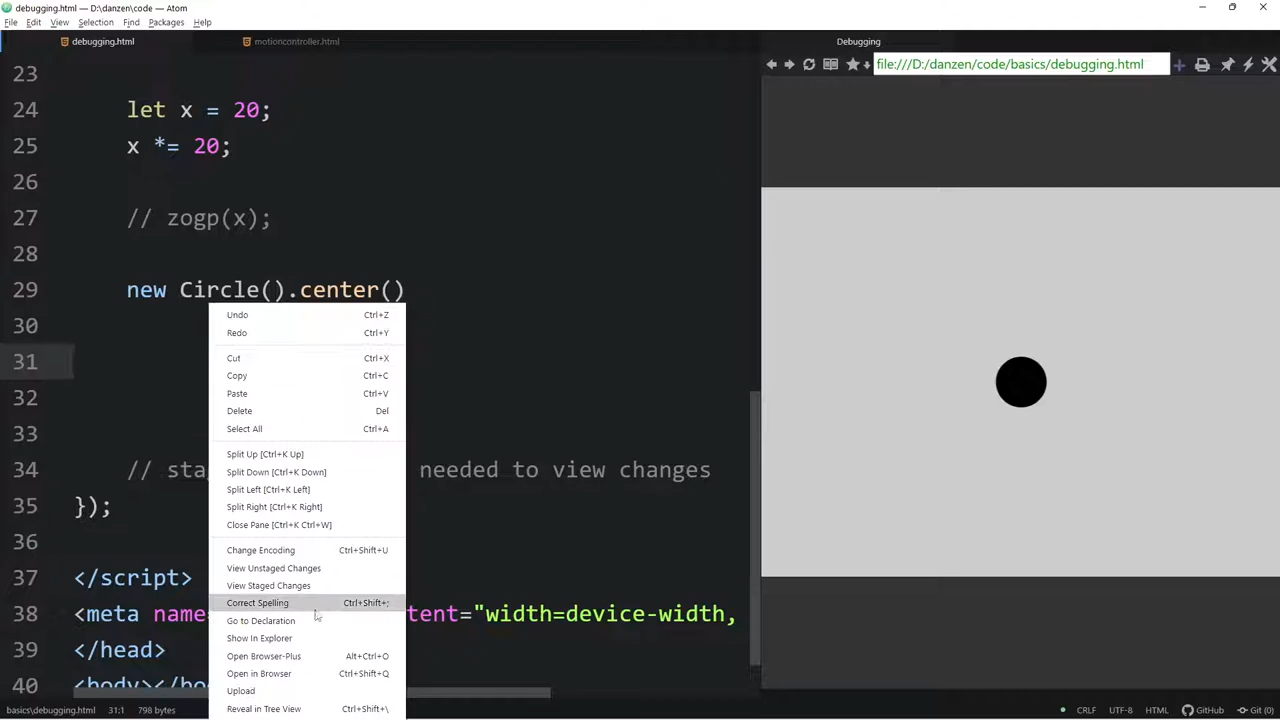 debugging.html — D:\danzen\code — Atom
File Edit View Selection Find Packages Help
debugging.html
motioncontroller.html
Debugging
file:///D:/danzen/code/basics/debugging.html
23
24 let x = 20;
25 x *= 20;
26
27 // zogp(x);
28
29 new Circle().center()
30
31
32
33
34 // sta needed to view changes
35 });
36
37 </script>
38 <meta name= tent="width=device-width,
39 </head>
40 <body></b
Undo Ctrl+Z
Redo Ctrl+Y
Cut Ctrl+X
Copy Ctrl+C
Paste Ctrl+V
Delete Del
Select All Ctrl+A
Split Up [Ctrl+K Up]
Split Down [Ctrl+K Down]
Split Left [Ctrl+K Left]
Split Right [Ctrl+K Right]
Close Pane [Ctrl+K Ctrl+W]
Change Encoding Ctrl+Shift+U
View Unstaged Changes
View Staged Changes
Correct Spelling Ctrl+Shift+;
Go to Declaration
Show In Explorer
Open Browser-Plus Alt+Ctrl+O
Open in Browser Ctrl+Shift+Q
Upload
Reveal in Tree View Ctrl+Shift+\
basics\debugging.html 31:1 798 bytes
CRLF UTF-8 HTML GitHub Git (0)